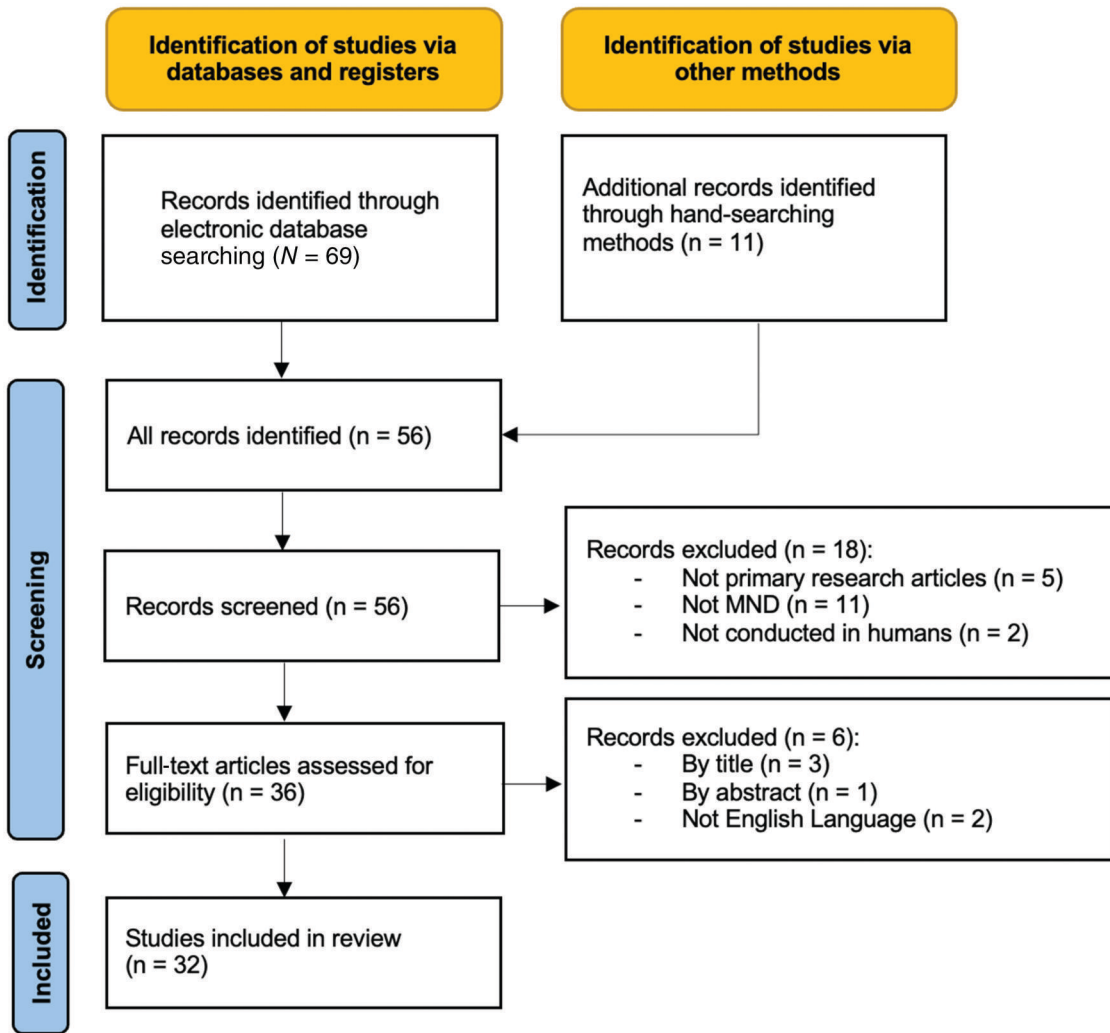 Identification of studies via
databases and registers
Identification of studies via
other methods
Identification
Records identified through
electronic database
searching (N = 69)
Additional records identified
through hand-searching
methods (n = 11)
Screening
All records identified (n = 56)
Records screened (n = 56)
Records excluded (n = 18):
- Not primary research articles (n = 5)
- Not MND (n = 11)
- Not conducted in humans (n = 2)
Full-text articles assessed for
eligibility (n = 36)
Records excluded (n = 6):
- By title (n = 3)
- By abstract (n = 1)
- Not English Language (n = 2)
Included
Studies included in review
(n = 32)